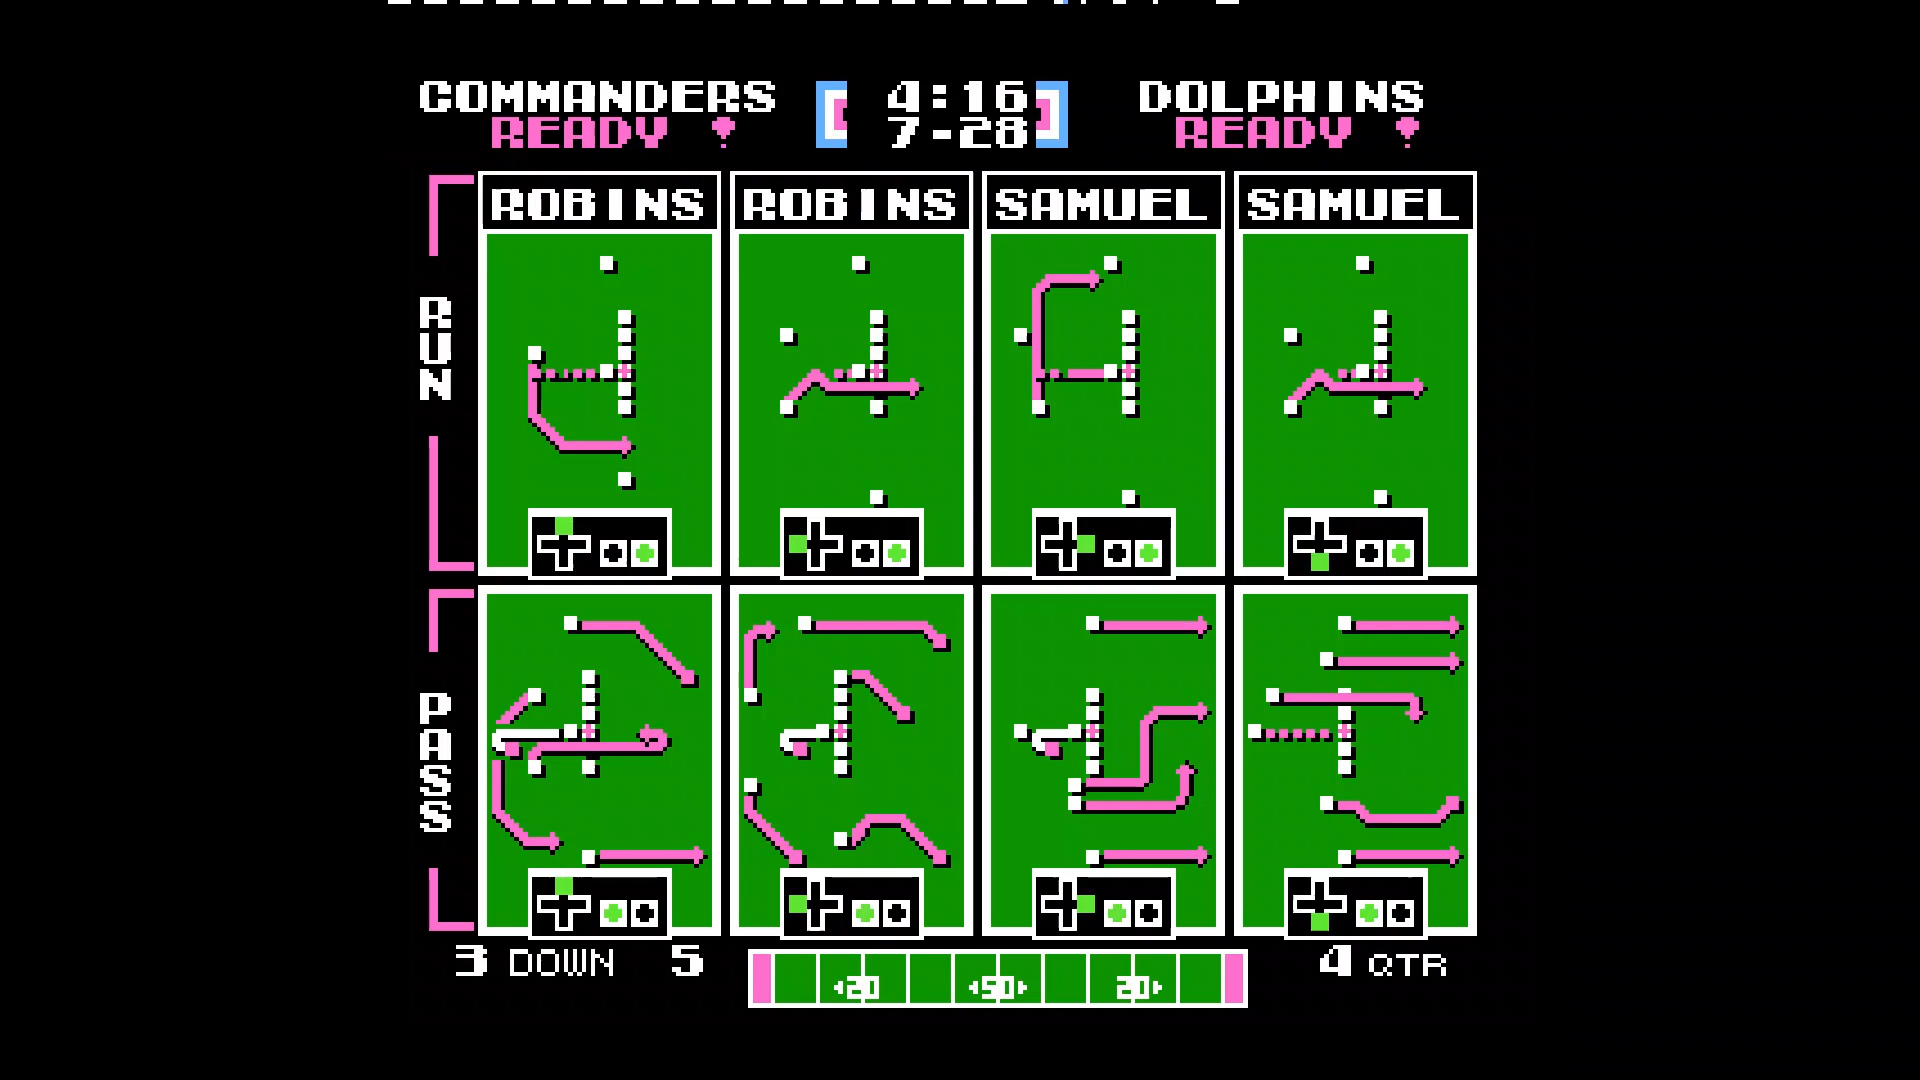 COMMANDERS 4:16 DOLPHINS
READY 7-28 READY
ROBINS ROBINS SAMUEL SAMUEL
RUN
PASS
3 DOWN 5 4 QTR
20 50 20